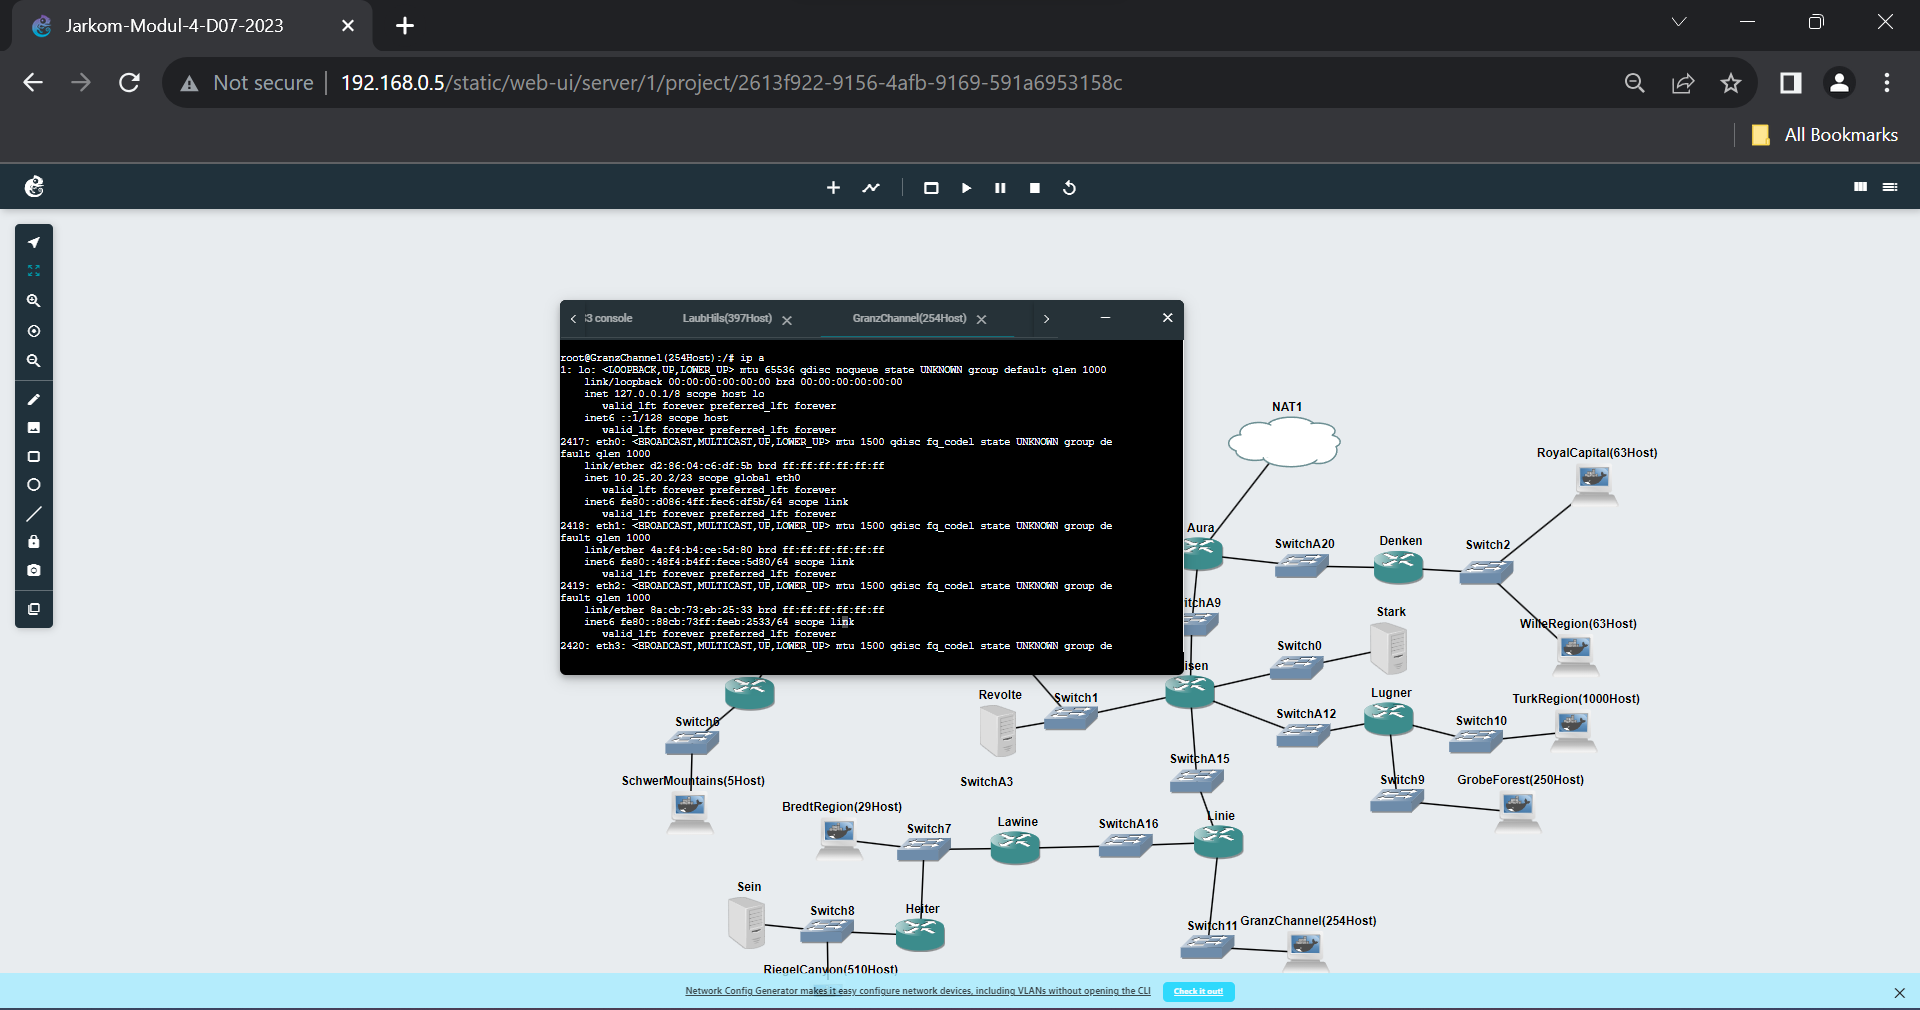 Jarkom-Modul-4-D07-2023
Not secure
192.168.0.5/static/web-ui/server/1/project/2613f922-9156-4afb-9169-591a6953158c
All Bookmarks
3 console
LaubHils(397Host)
GranzChannel(254Host)
root@GranzChannel(254Host):/# ip a
1: lo: <LOOPBACK,UP,LOWER_UP> mtu 65536 qdisc noqueue state UNKNOWN group default qlen 1000
link/loopback 00:00:00:00:00:00 brd 00:00:00:00:00:00
inet 127.0.0.1/8 scope host lo
valid_lft forever preferred_lft forever
inet6 ::1/128 scope host
valid_lft forever preferred_lft forever
2417: eth0: <BROADCAST,MULTICAST,UP,LOWER_UP> mtu 1500 qdisc fq_codel state UNKNOWN group de
fault qlen 1000
link/ether d2:86:04:c6:df:5b brd ff:ff:ff:ff:ff:ff
inet 10.25.20.2/23 scope global eth0
valid_lft forever preferred_lft forever
inet6 fe80::d086:4ff:fec6:df5b/64 scope link
valid_lft forever preferred_lft forever
2418: eth1: <BROADCAST,MULTICAST,UP,LOWER_UP> mtu 1500 qdisc fq_codel state UNKNOWN group de
fault qlen 1000
link/ether 4a:f4:b4:ce:5d:80 brd ff:ff:ff:ff:ff:ff
inet6 fe80::48f4:b4ff:fece:5d80/64 scope link
valid_lft forever preferred_lft forever
2419: eth2: <BROADCAST,MULTICAST,UP,LOWER_UP> mtu 1500 qdisc fq_codel state UNKNOWN group de
fault qlen 1000
link/ether 8a:cb:73:eb:25:33 brd ff:ff:ff:ff:ff:ff
inet6 fe80::88cb:73ff:feeb:2533/64 scope link
valid_lft forever preferred_lft forever
2420: eth3: <BROADCAST,MULTICAST,UP,LOWER_UP> mtu 1500 qdisc fq_codel state UNKNOWN group de
NAT1
RoyalCapital(63Host)
Aura
SwitchA20
Denken
Switch2
itchA9
Stark
WilleRegion(63Host)
Switch0
isen
Revolte
Switch1
Lugner
TurkRegion(1000Host)
Switch6
SwitchA12
Switch10
SwitchA15
SchwerMountains(5Host)
SwitchA3
Switch9
GrobeForest(250Host)
BredtRegion(29Host)
Switch7
Lawine
SwitchA16
Linie
Sein
Switch8
Heiter
Switch11
GranzChannel(254Host)
RiegelCanyon(510Host)
Network Config Generator makes it easy configure network devices, including VLANs without opening the CLI
Check it out!